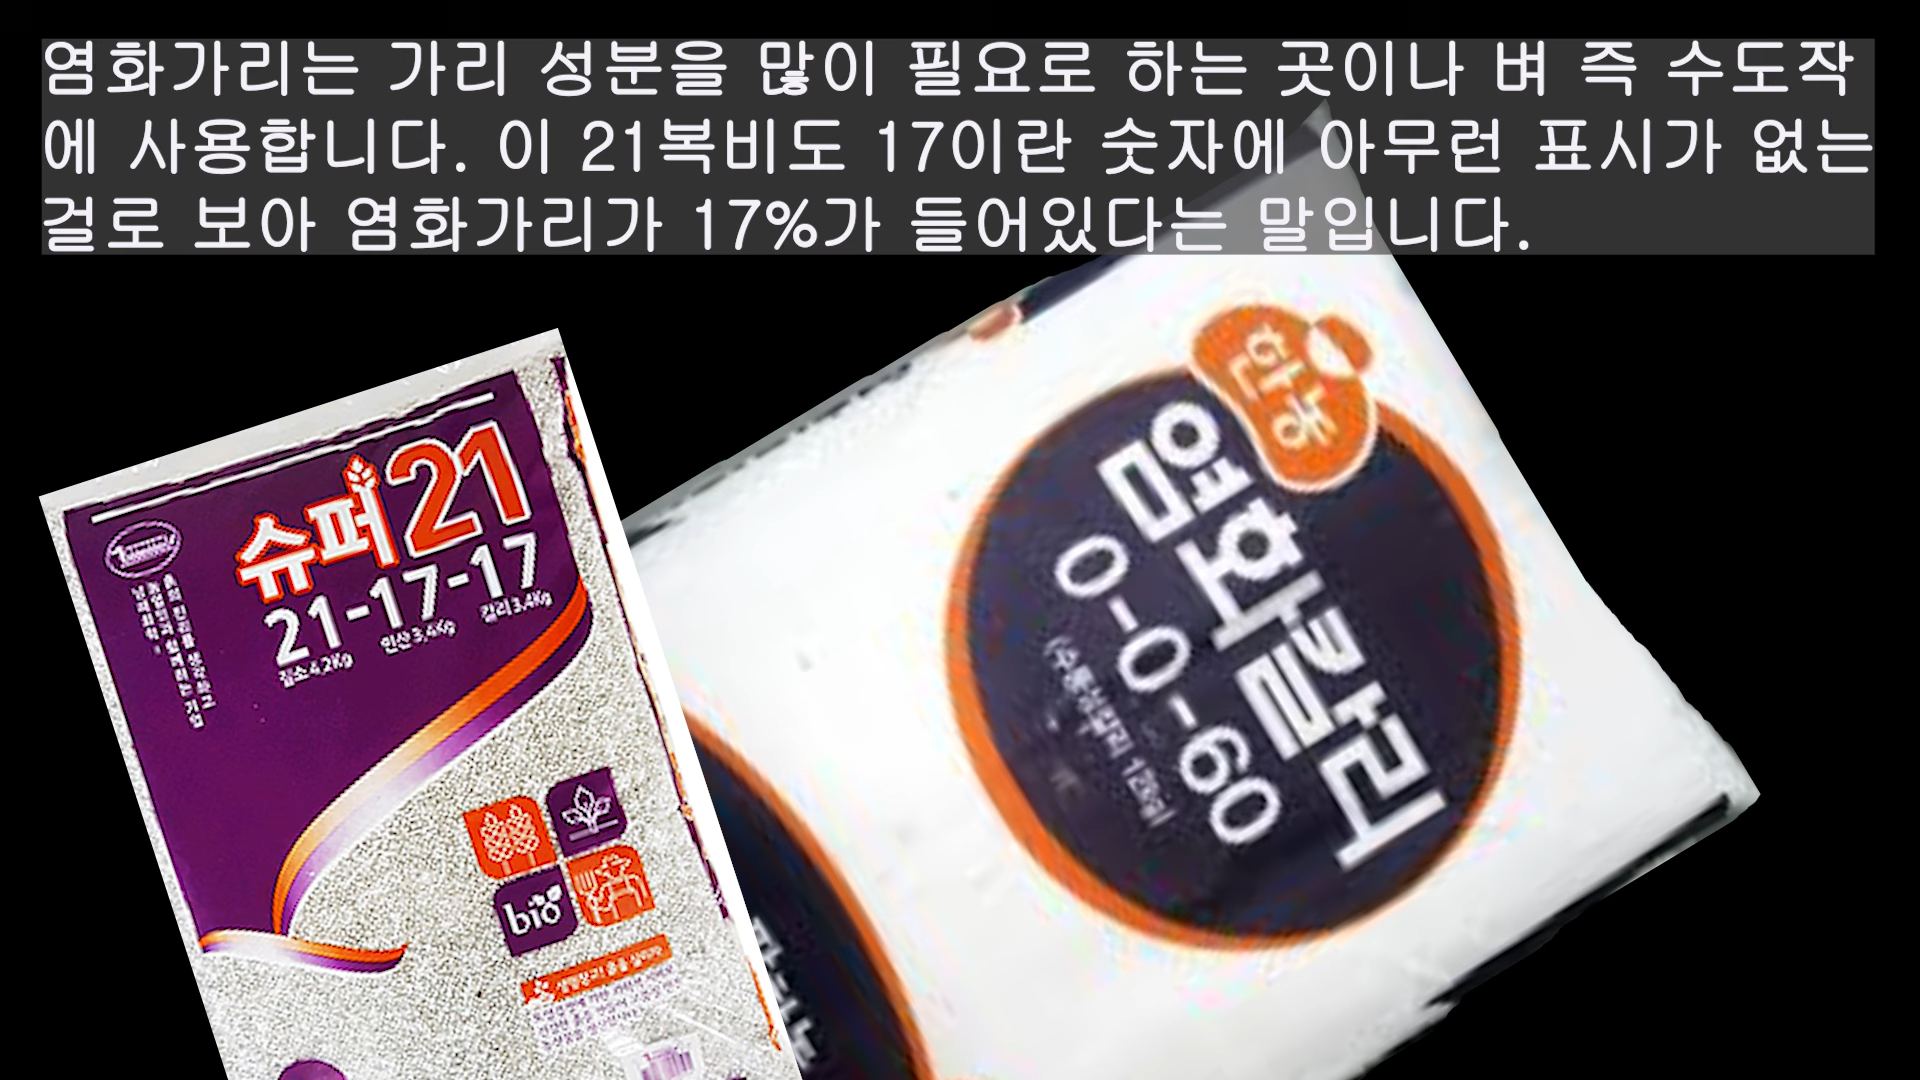 염화가리는 가리 성분을 많이 필요로 하는 곳이나 벼 즉 수도작
에 사용합니다. 이 21복비도 17이란 숫자에 아무런 표시가 없는
걸로 보아 염화가리가 17%가 들어있다는 말입니다.
슈퍼21
21-17-17
질소4.2Kg 인산3.4Kg 칼리3.4Kg
bio
한농
염화칼리
0-0-60